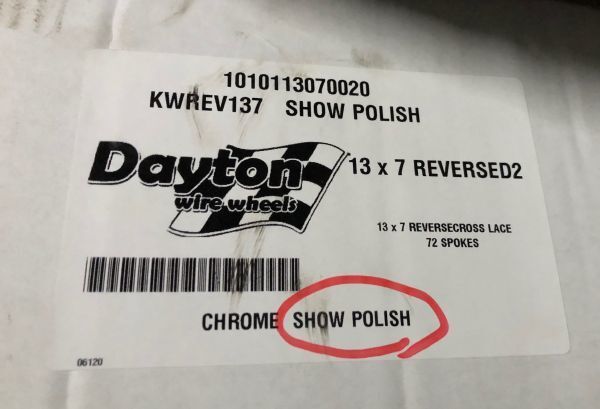 1010113070020
KWREV137 SHOW POLISH
Dayton
wire wheels
13 x 7 REVERSED2
13 x 7 REVERSECROSS LACE
72 SPOKES
CHROME SHOW POLISH
06120